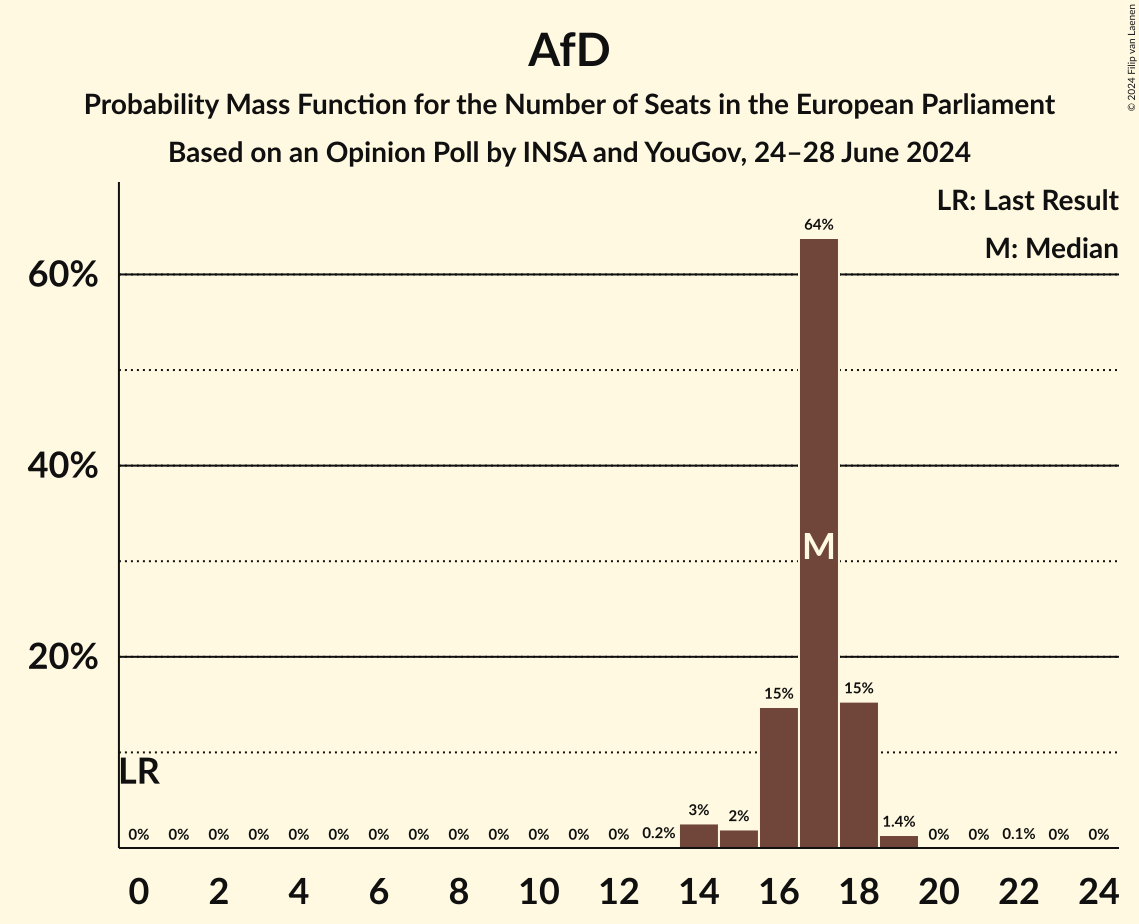 © 2024 Filip van Laenen
AfD
Probability Mass Function for the Number of Seats in the European Parliament
Based on an Opinion Poll by INSA and YouGov, 24–28 June 2024
LR: Last Result
M: Median
64%
60%
40%
M
20%
15%
15%
LR
0% 0% 0% 0% 0% 0% 0% 0% 0% 0% 0% 0% 0% 0.2% 3% 2% 1.4% 0% 0% 0.1% 0% 0%
0 2 4 6 8 10 12 14 16 18 20 22 24